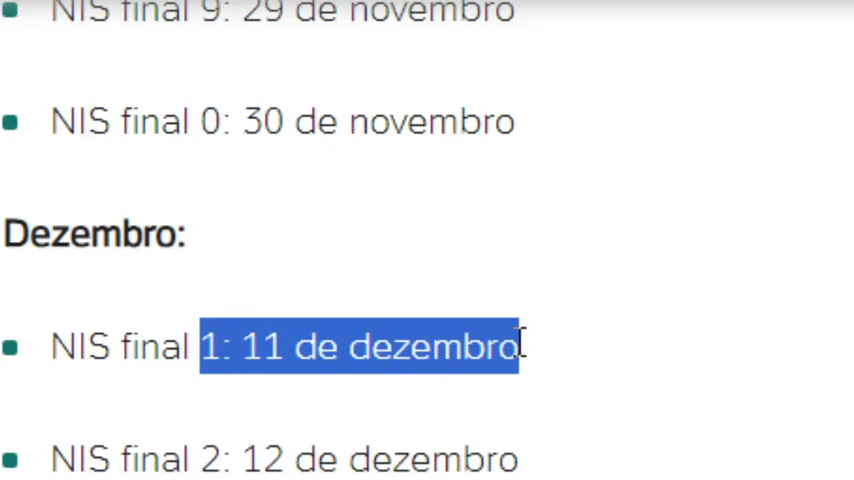 NIS final 9: 29 de novembro
NIS final 0: 30 de novembro
Dezembro:
NIS final 1: 11 de dezembro
NIS final 2: 12 de dezembro